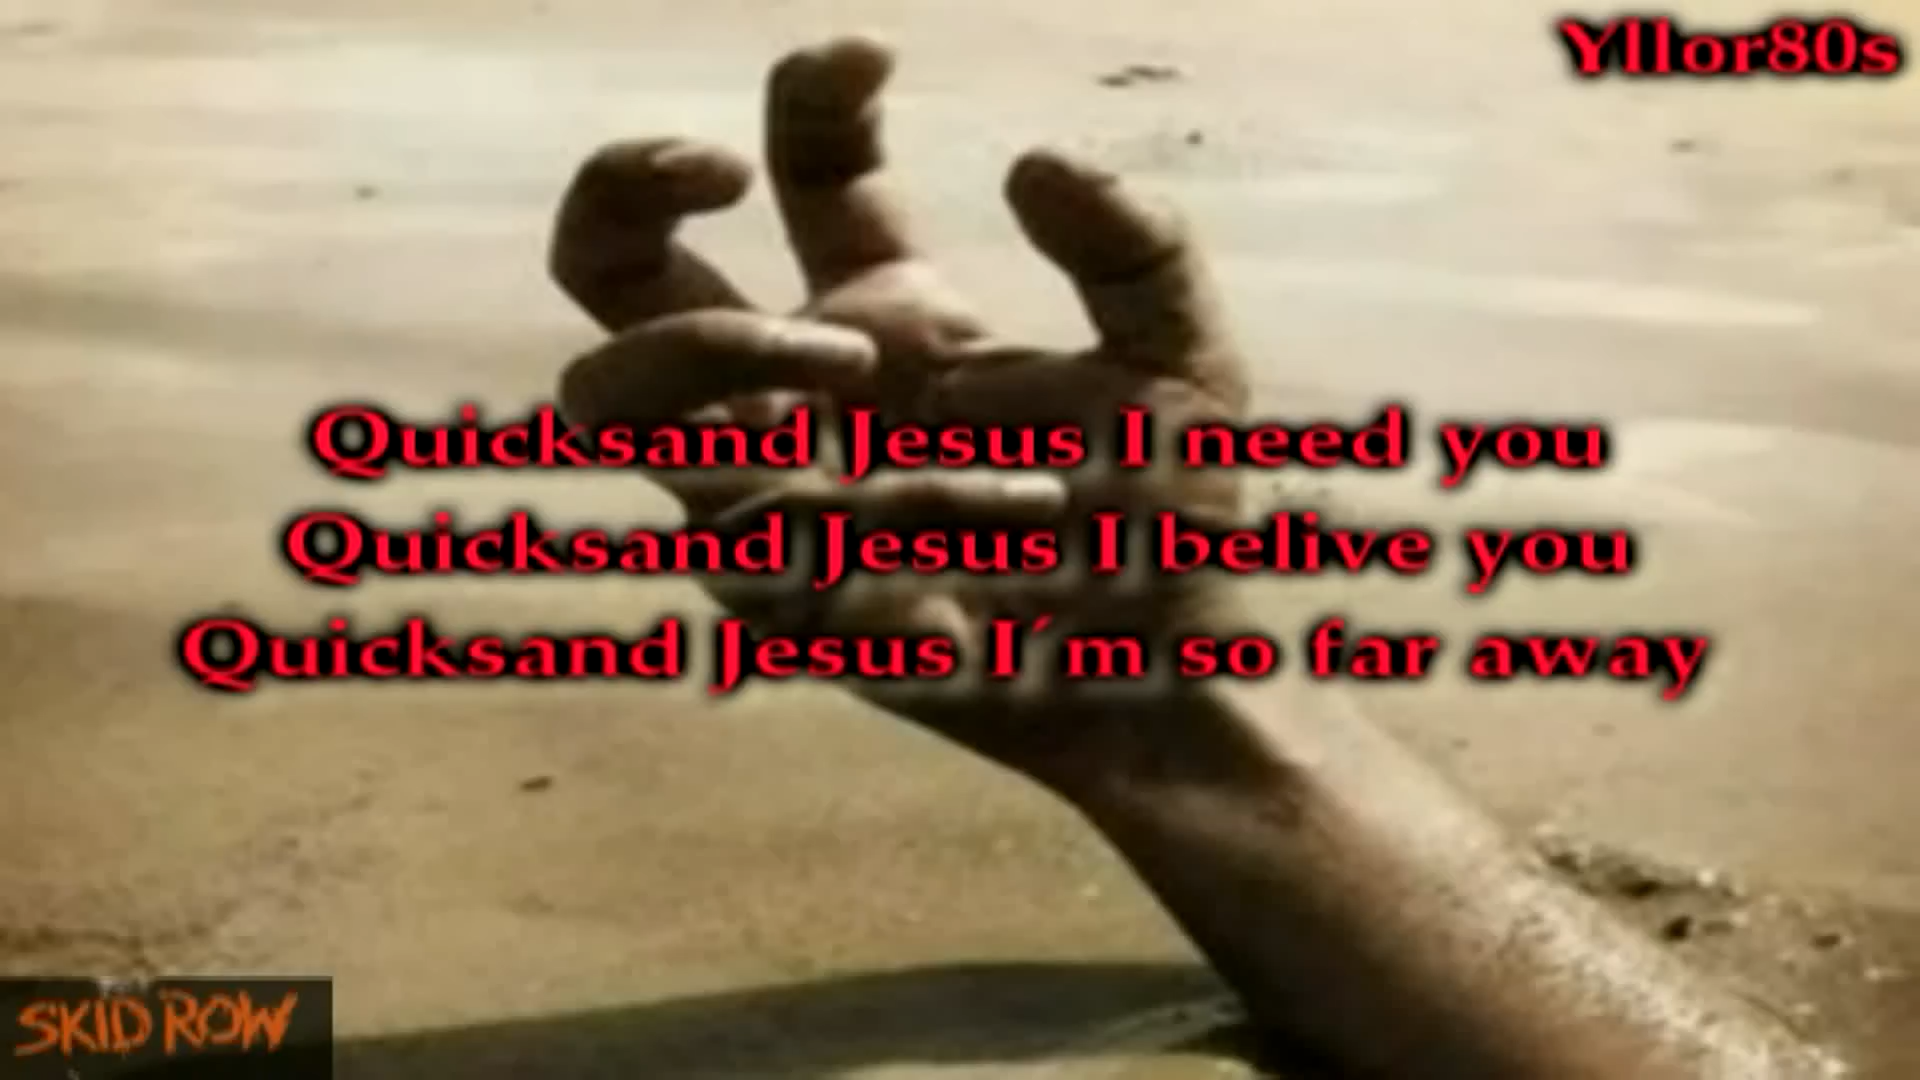 Yllor80s
Quicksand Jesus I need you
Quicksand Jesus I belive you
Quicksand Jesus I´m so far away
SKID ROW